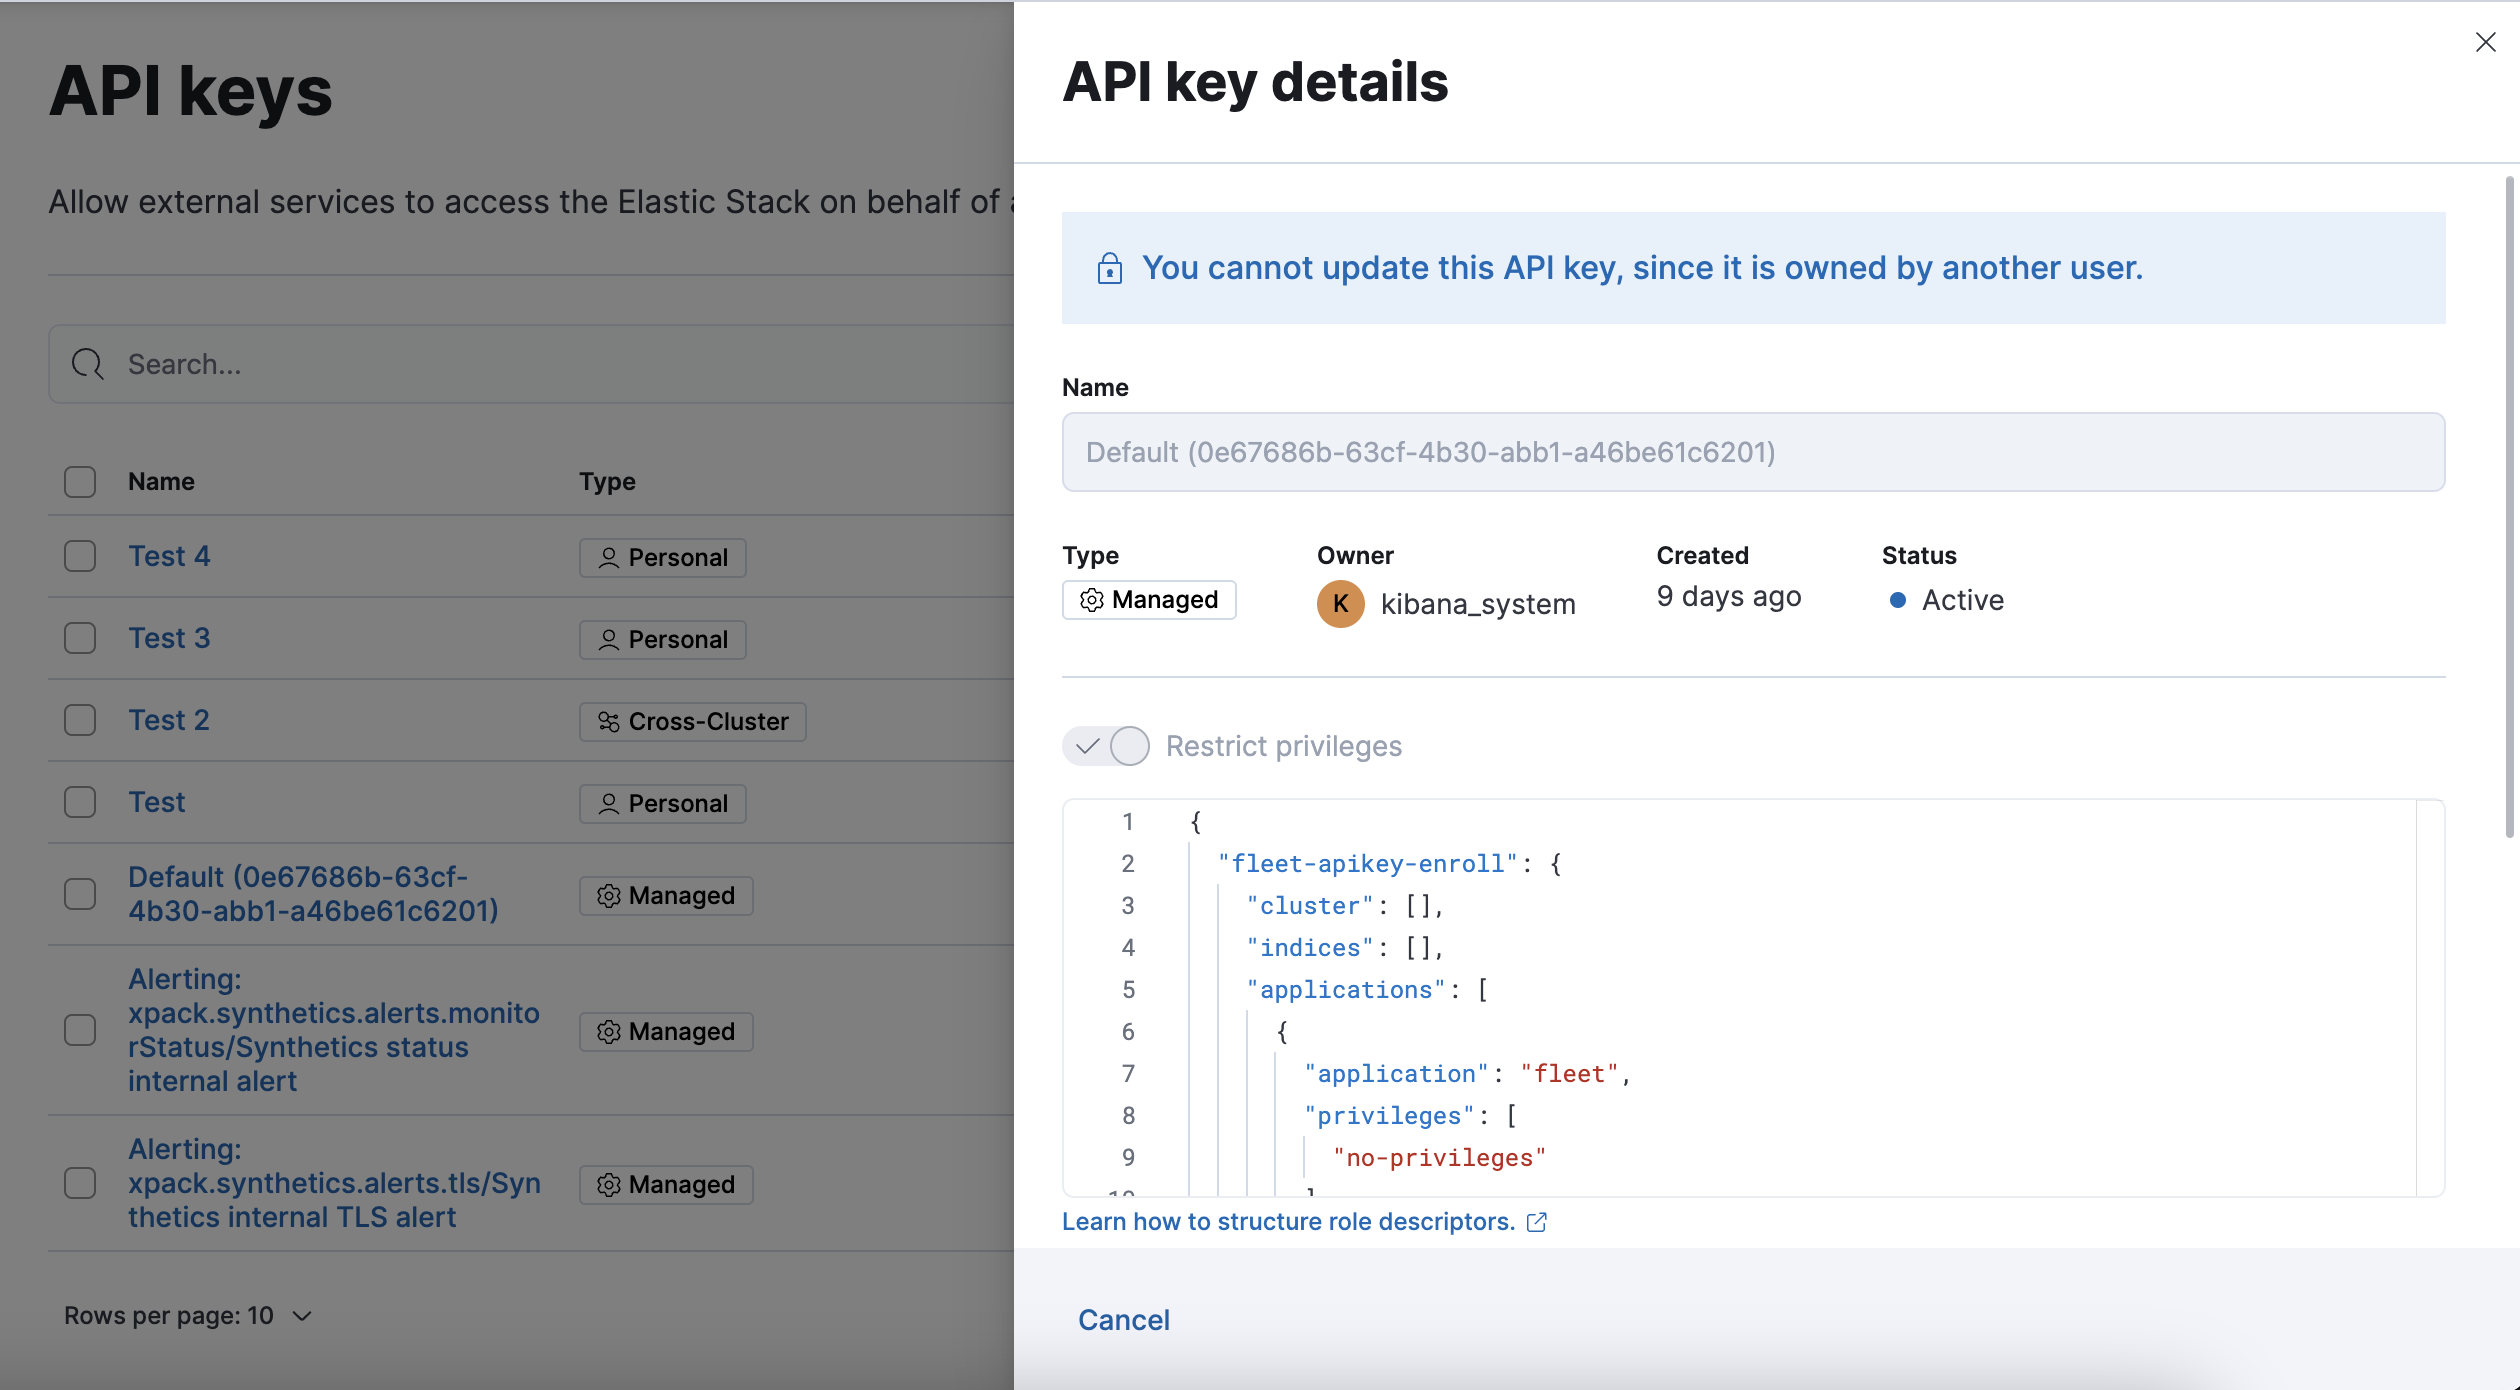 API keys
Allow external services to access the Elastic Stack on behalf of
Search...
Name Type
Test 4 Personal
Test 3 Personal
Test 2 Cross-Cluster
Test Personal
Default (0e67686b-63cf-
4b30-abb1-a46be61c6201) Managed
Alerting:
xpack.synthetics.alerts.monito
rStatus/Synthetics status
internal alert
Managed
Alerting:
xpack.synthetics.alerts.tls/Syn
thetics internal TLS alert
Managed
Rows per page: 10
API key details
You cannot update this API key, since it is owned by another user.
Name
Default (0e67686b-63cf-4b30-abb1-a46be61c6201)
Type Owner Created Status
Managed K kibana_system 9 days ago Active
Restrict privileges
1 {
2 "fleet-apikey-enroll": {
3 "cluster": [],
4 "indices": [],
5 "applications": [
6 {
7 "application": "fleet",
8 "privileges": [
9 "no-privileges"
Learn how to structure role descriptors.
Cancel